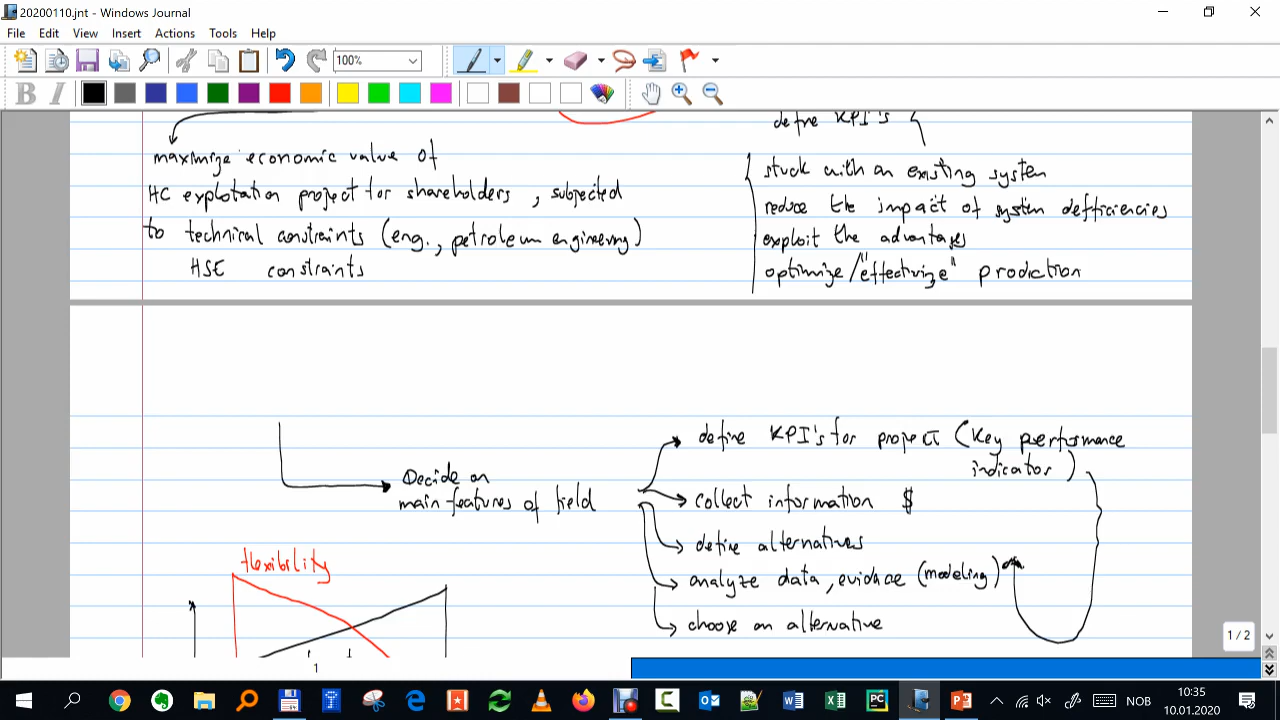 20200110.jnt - Windows Journal
File Edit View Insert Actions Tools Help
100%
B I
define KPI's
maximize economic value of
HC explotation project for shareholders, subjected
to technical constraints (eng., petroleum engineering)
HSE constraints
stuck with an existing system
reduce the impact of system defficiencies
exploit the advantages
optimize/"effectivize" production
Decide on
main features of field
define KPI's for project (Key performance
indicator)
collect information $
define alternatives
analyze data, evidace (modeling)
choose an alternative
flexibility
1
1 / 2
NOB
10:35
10.01.2020